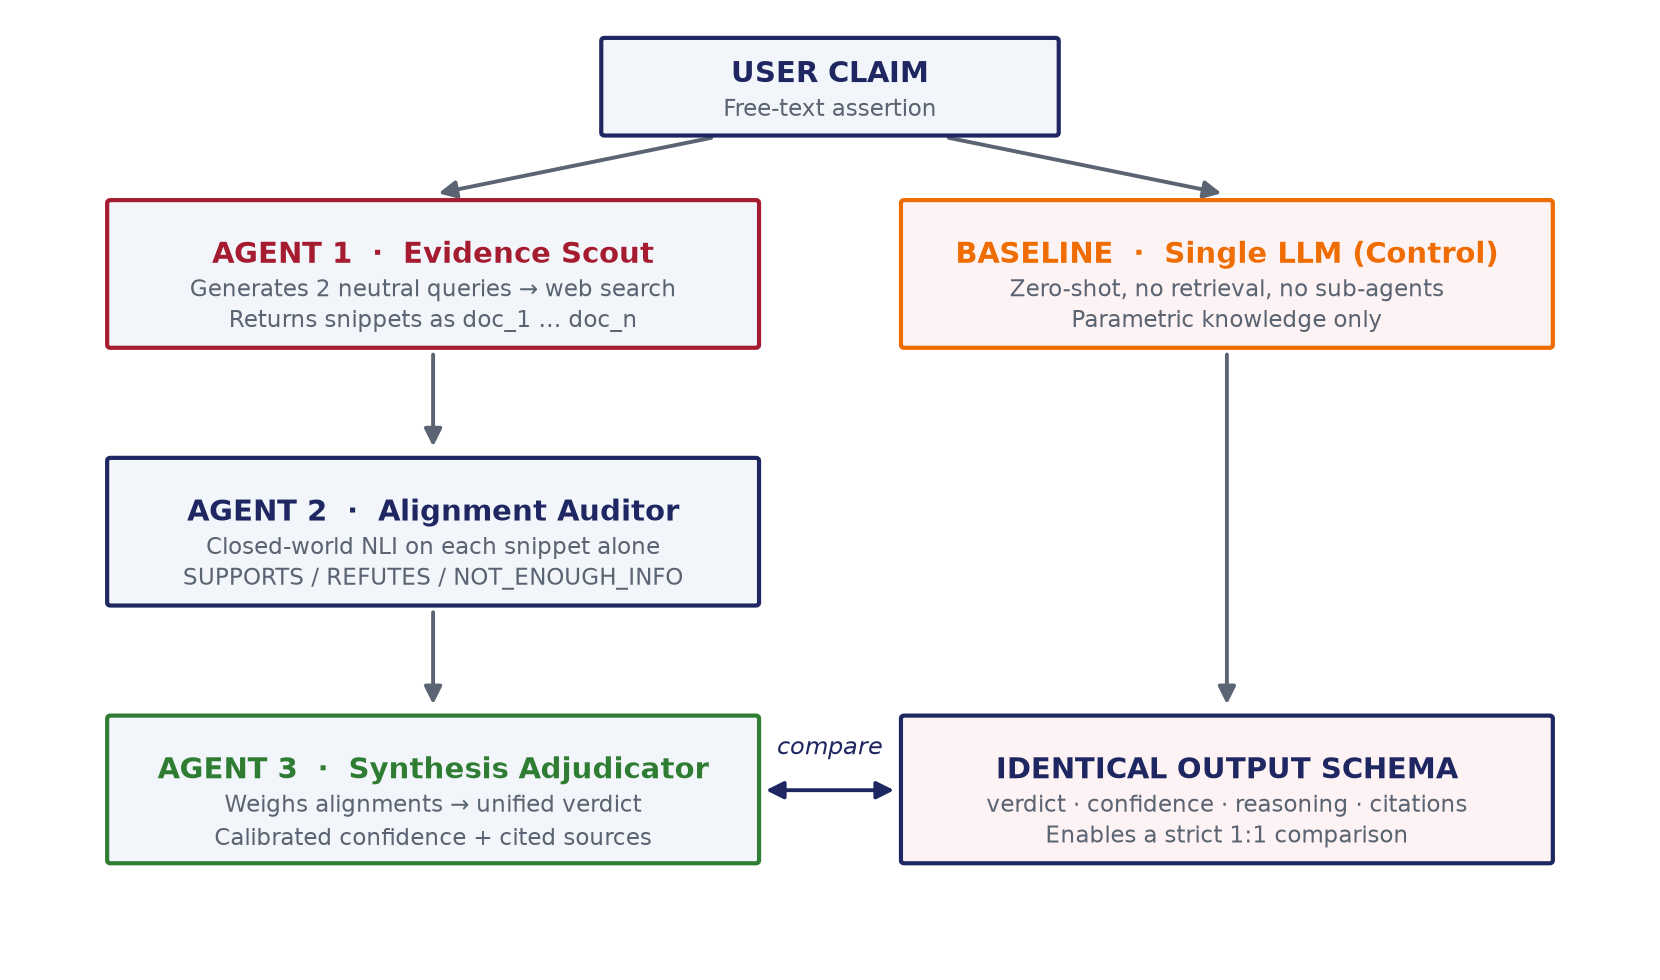 USER CLAIM
Free-text assertion
AGENT 1 · Evidence Scout
Generates 2 neutral queries → web search
Returns snippets as doc_1 ... doc_n
BASELINE · Single LLM (Control)
Zero-shot, no retrieval, no sub-agents
Parametric knowledge only
AGENT 2 · Alignment Auditor
Closed-world NLI on each snippet alone
SUPPORTS / REFUTES / NOT_ENOUGH_INFO
AGENT 3 · Synthesis Adjudicator
Weighs alignments → unified verdict
Calibrated confidence + cited sources
compare
IDENTICAL OUTPUT SCHEMA
verdict · confidence · reasoning · citations
Enables a strict 1:1 comparison